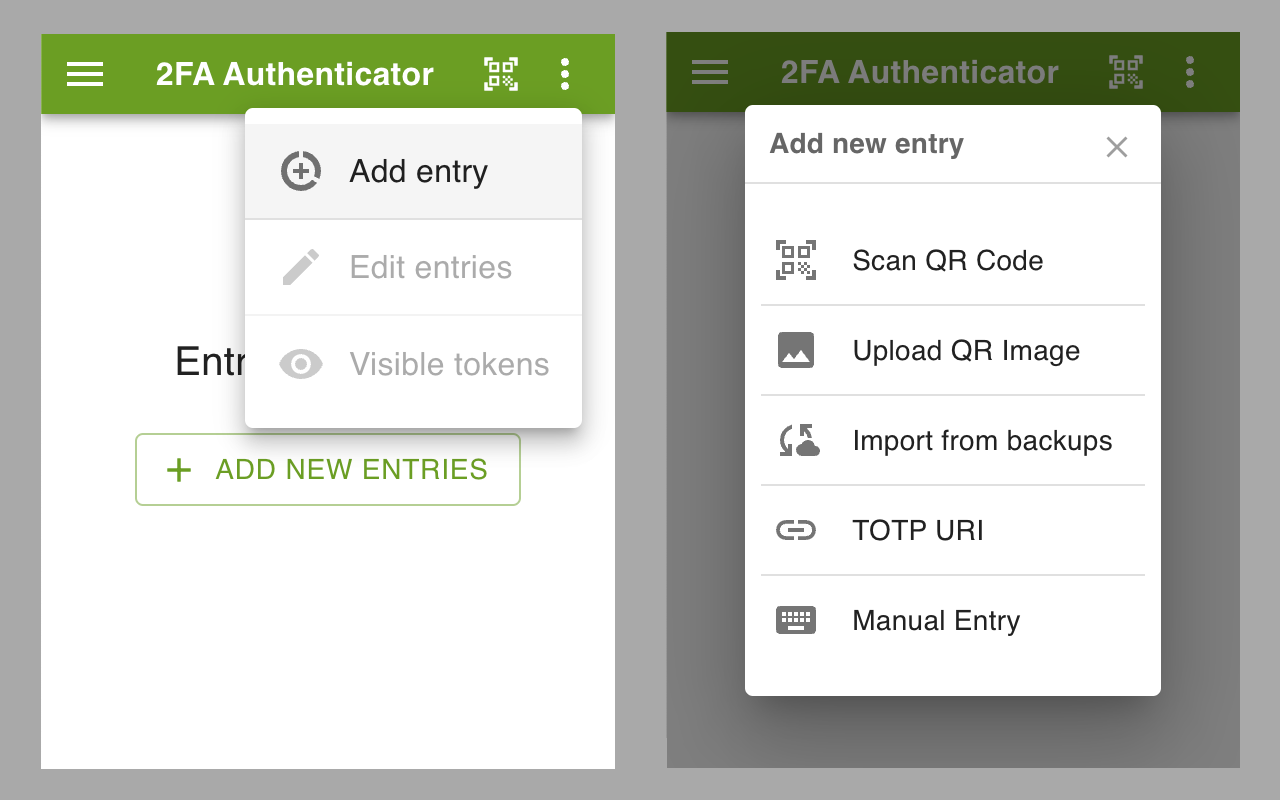 2FA Authenticator
Add entry
Edit entries
Visible tokens
Entr
+ ADD NEW ENTRIES
2FA Authenticator
Add new entry
Scan QR Code
Upload QR Image
Import from backups
TOTP URI
Manual Entry